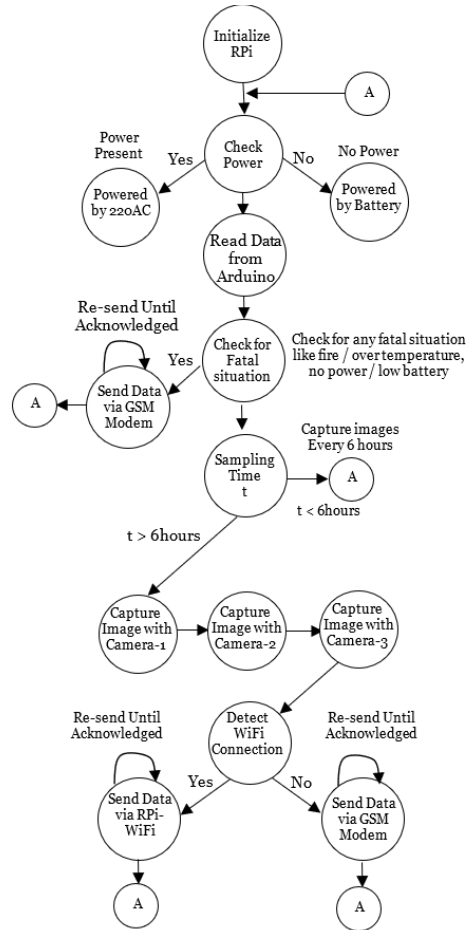 Initialize
RPi
A
Power
Present
Yes
Check
Power
No
No Power
Powered
by 220AC
Powered
by Battery
Read Data
from
Arduino
Re-send Until
Acknowledged
Yes
Check for
Fatal
situation
Check for any fatal situation
like fire / over temperature,
no power / low battery
A
Send Data
via GSM
Modem
Sampling
Time
t
Capture images
Every 6 hours
A
t < 6hours
t > 6hours
Capture
Image with
Camera-1
Capture
Image with
Camera-2
Capture
Image with
Camera-3
Re-send Until
Acknowledged
Detect
WiFi
Connection
Re-send Until
Acknowledged
Yes
No
Send Data
via RPi-
WiFi
Send Data
via GSM
Modem
A
A